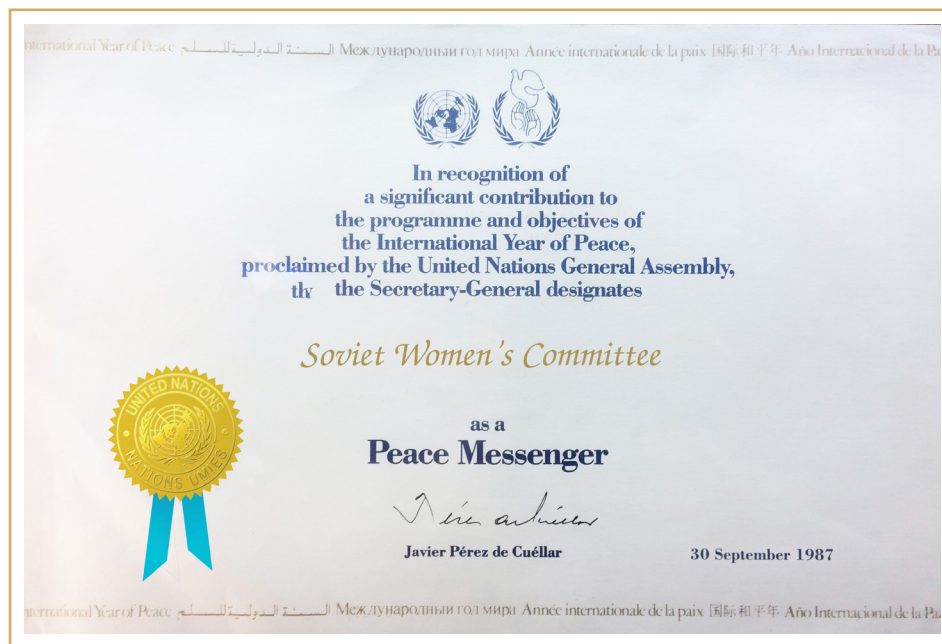 International Year of Peace السنة الدولية للسلم Международный год мира Année internationale de la paix 国际和平年 Año Internacional de la Pa
In recognition of
a significant contribution to
the programme and objectives of
the International Year of Peace,
proclaimed by the United Nations General Assembly,
the Secretary-General designates
Soviet Women's Committee
UNITED NATIONS
NATIONS UMIES
as a
Peace Messenger
Javier Pérez de Cuéllar
30 September 1987
International Year of Peace السنة الدولية للسلم Международный год мира Année internationale de la paix 国际和平年 Año Internacional de la Pa